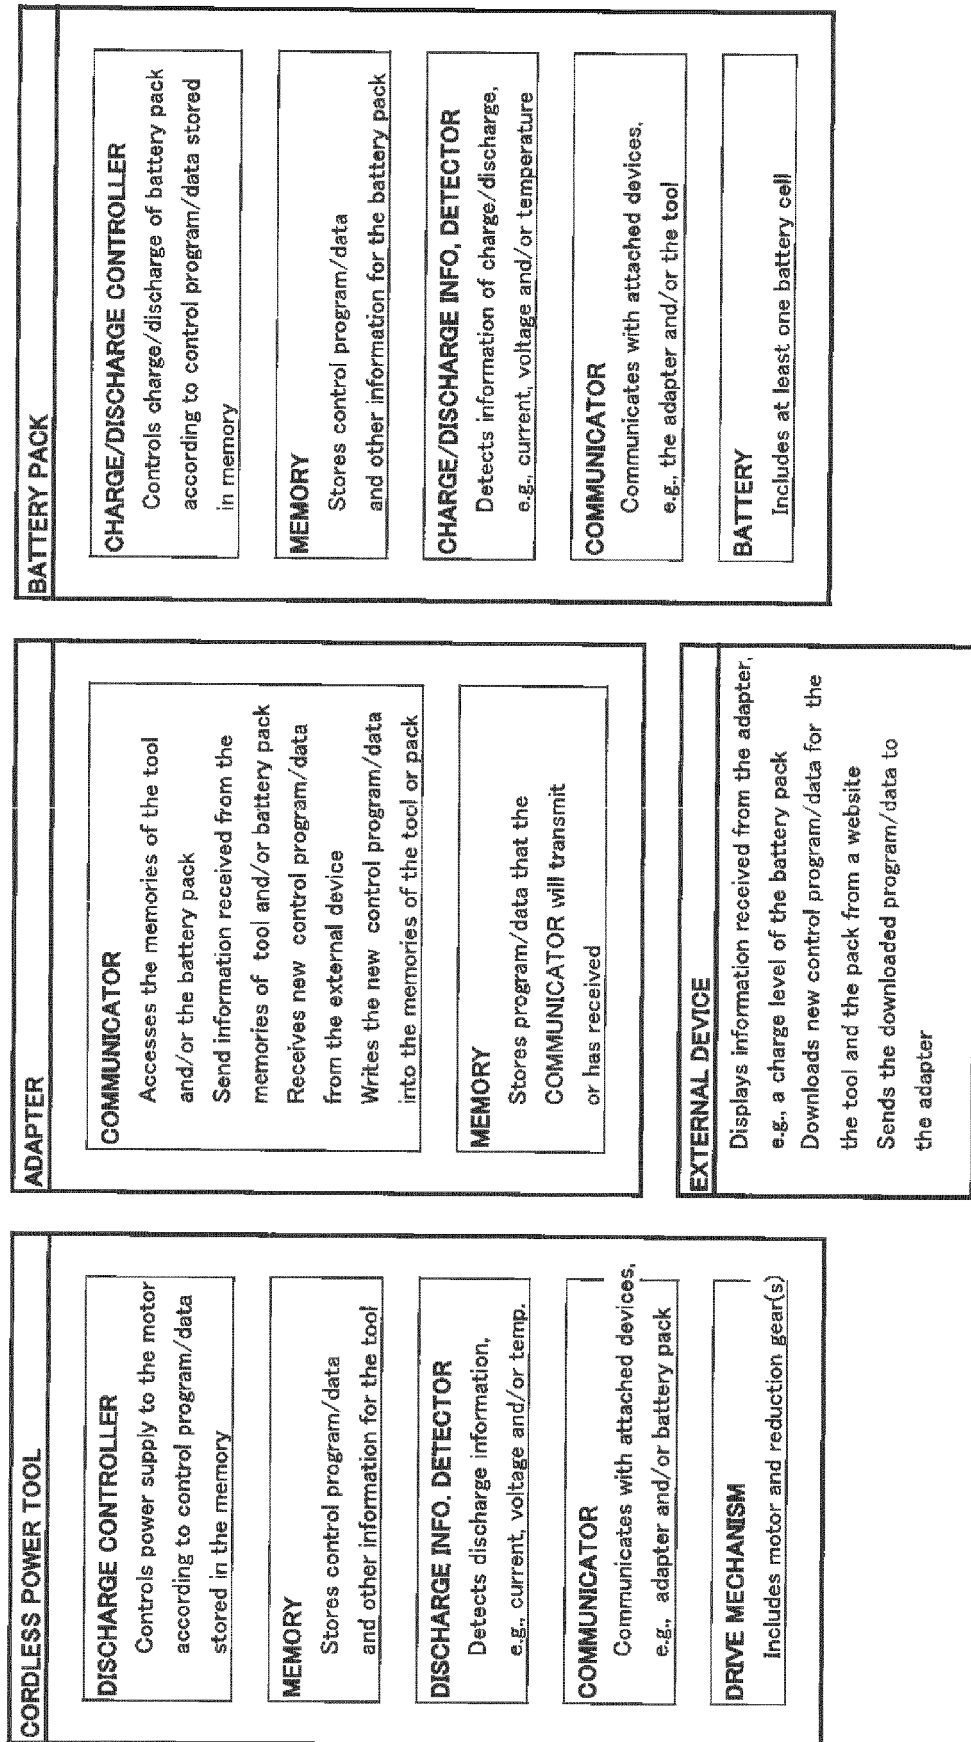 CORDLESS POWER TOOL
DISCHARGE CONTROLLER
Controls power supply to the motor
according to control program/data
stored in the memory
MEMORY
Stores control program/data
and other information for the tool
DISCHARGE INFO. DETECTOR
Detects discharge information,
e.g., current, voltage and/or temp.
COMMUNICATOR
Communicates with attached devices,
e.g., adapter and/or battery pack
DRIVE MECHANISM
Includes motor and reduction gear(s)
ADAPTER
COMMUNICATOR
Accesses the memories of the tool
and/or the battery pack
Send information received from the
memories of tool and/or battery pack
Receives new control program/data
from the external device
Writes the new control program/data
into the memories of the tool or pack
MEMORY
Stores program/data that the
COMMUNICATOR will transmit
or has received
EXTERNAL DEVICE
Displays information received from the adapter,
e.g., a charge level of the battery pack
Downloads new control program/data for the
the tool and the pack from a website
Sends the downloaded program/data to
the adapter
BATTERY PACK
CHARGE/DISCHARGE CONTROLLER
Controls charge/discharge of battery pack
according to control program/data stored
in memory
MEMORY
Stores control program/data
and other information for the battery pack
CHARGE/DISCHARGE INFO, DETECTOR
Detects information of charge/discharge,
e.g., current, voltage and/or temperature
COMMUNICATOR
Communicates with attached devices,
e.g., the adapter and/or the tool
BATTERY
Includes at least one battery cell